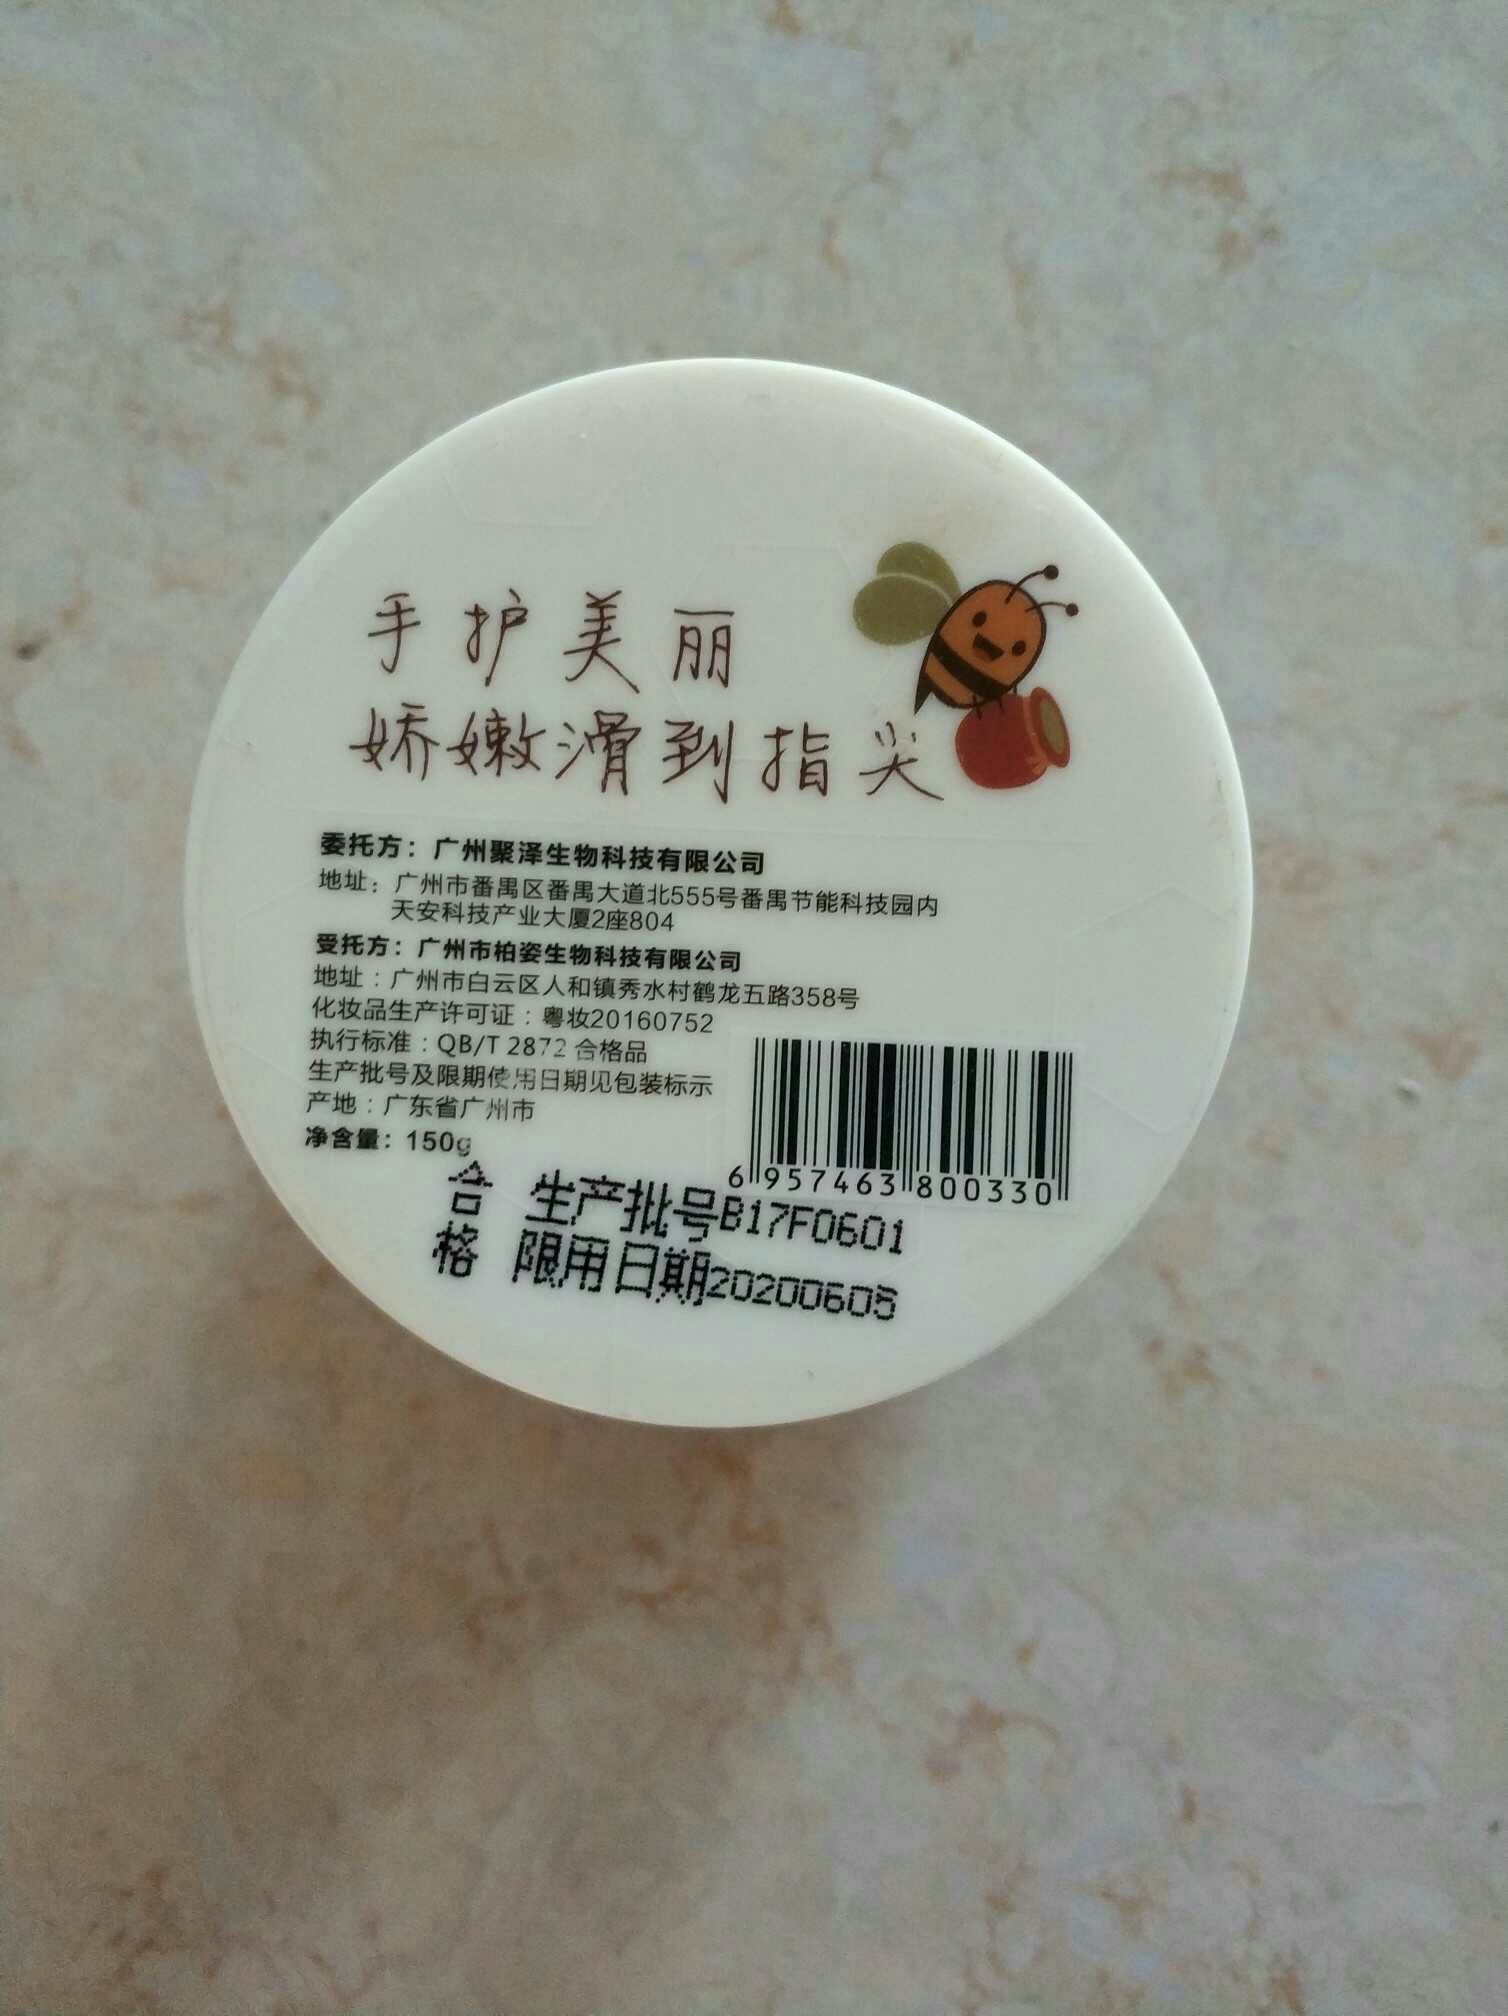 手护美丽
娇嫩滑到指尖
委托方：广州聚泽生物科技有限公司
地址：广州市番禺区番禺大道北555号番禺节能科技园内
天安科技产业大厦2座804
受托方：广州市柏姿生物科技有限公司
地址：广州市白云区人和镇秀水村鹤龙五路358号
化妆品生产许可证：粤妆20160752
执行标准：QB/T 2872 合格品
生产批号及限期使用日期见包装标示
产地：广东省广州市
净含量：150g
6 957463 800330
合格
生产批号B17F0601
限用日期20200605